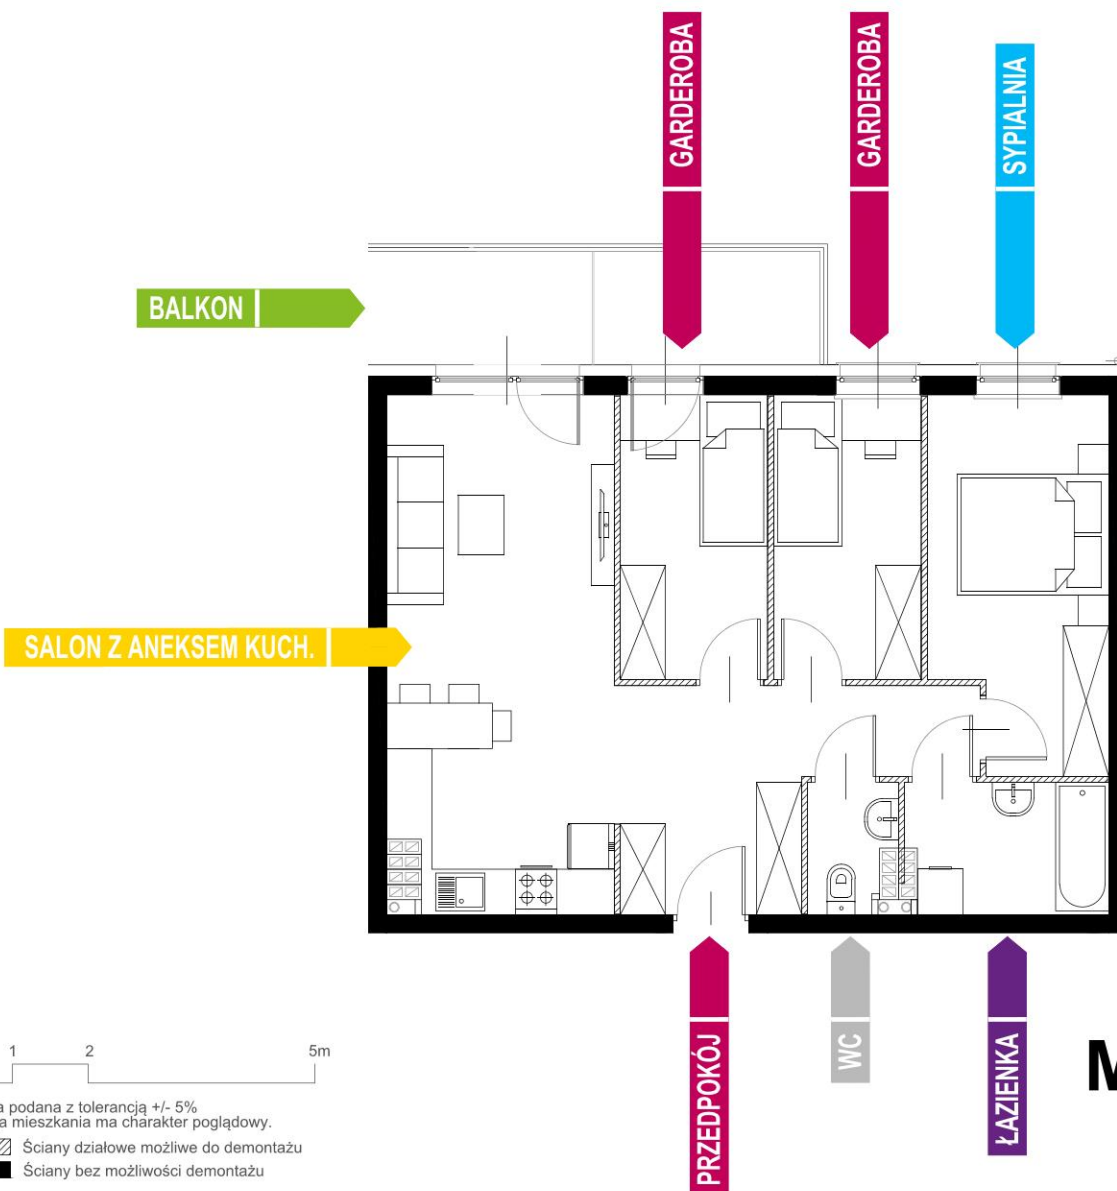 GARDEROBA
GARDEROBA
SYPIALNIA
BALKON
SALON Z ANEKSEM KUCH.
PRZEDPOKÓJ
WC
ŁAZIENKA
M
1 2 5m
a podana z tolerancją +/- 5%
a mieszkania ma charakter poglądowy.
Ściany działowe możliwe do demontażu
Ściany bez możliwości demontażu